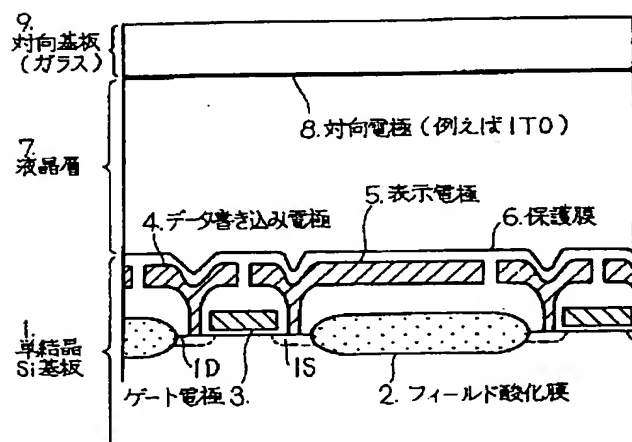 9.
対向基板
(ガラス)
8.対向電極(例えばITO)
7.
液晶層
5.表示電極
4.データ書き込み電極
6.保護膜
1.
単結晶
Si基板
1D
1S
ゲート電極3.
2.フィールド酸化膜